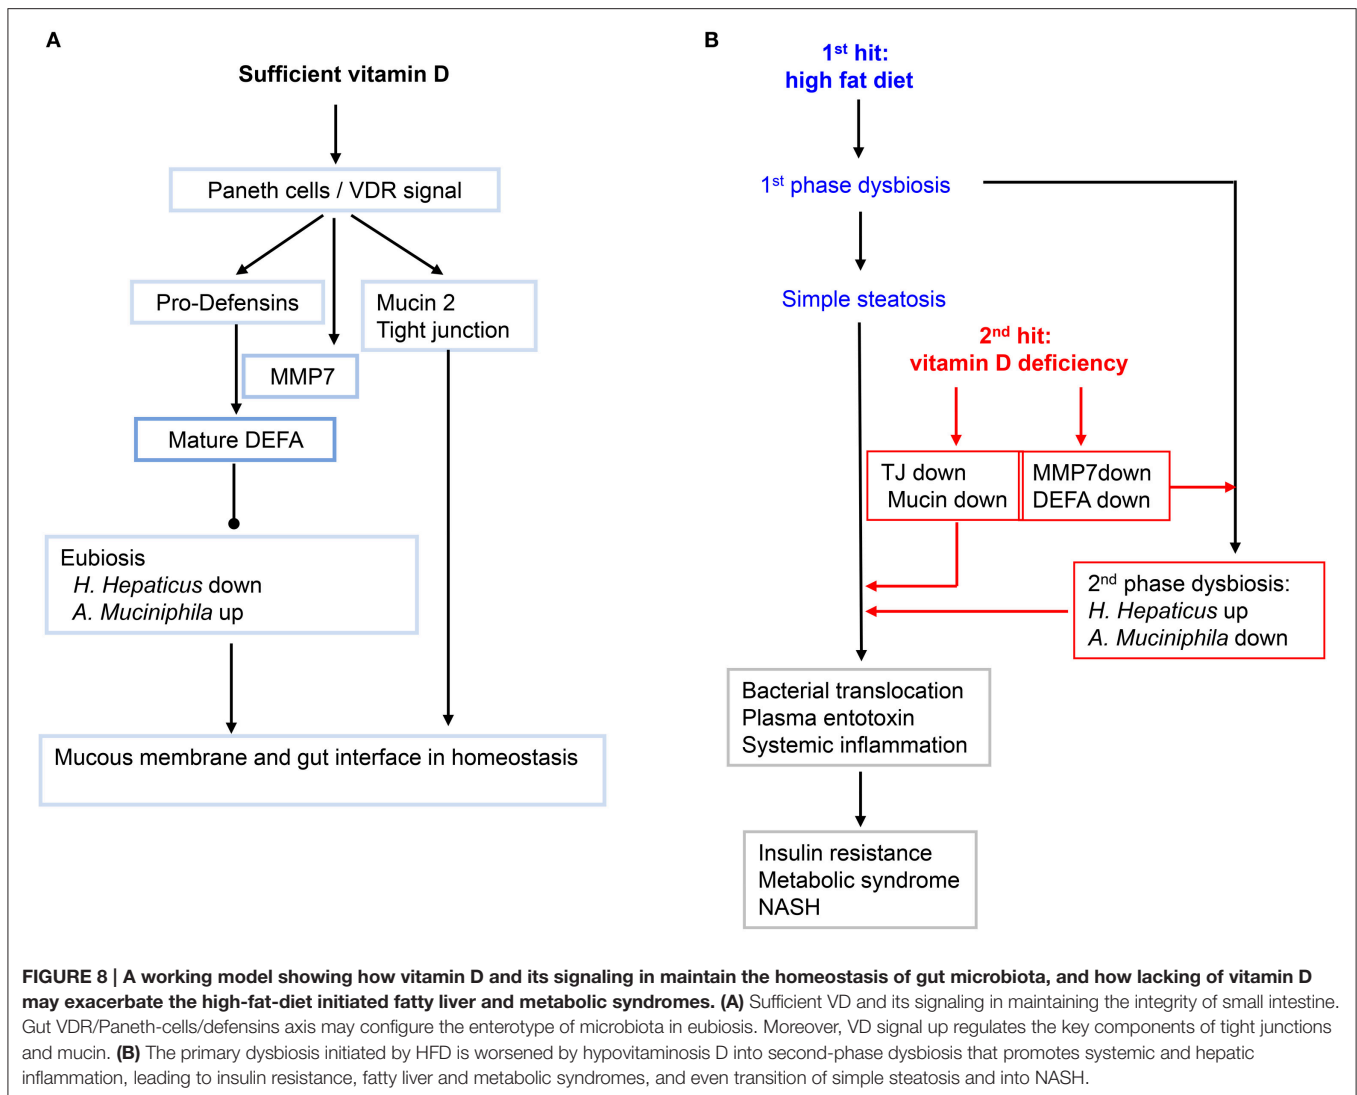 A
Sufficient vitamin D
Paneth cells / VDR signal
Pro-Defensins
Mucin 2
Tight junction
MMP7
Mature DEFA
Eubiosis
H. Hepaticus down
A. Muciniphila up
Mucous membrane and gut interface in homeostasis
B
1st hit:
high fat diet
1st phase dysbiosis
Simple steatosis
2nd hit:
vitamin D deficiency
TJ down
Mucin down
MMP7down
DEFA down
2nd phase dysbiosis:
H. Hepaticus up
A. Muciniphila down
Bacterial translocation
Plasma entotoxin
Systemic inflammation
Insulin resistance
Metabolic syndrome
NASH
FIGURE 8 | A working model showing how vitamin D and its signaling in maintain the homeostasis of gut microbiota, and how lacking of vitamin D
may exacerbate the high-fat-diet initiated fatty liver and metabolic syndromes. (A) Sufficient VD and its signaling in maintaining the integrity of small intestine.
Gut VDR/Paneth-cells/defensins axis may configure the enterotype of microbiota in eubiosis. Moreover, VD signal up regulates the key components of tight junctions
and mucin. (B) The primary dysbiosis initiated by HFD is worsened by hypovitaminosis D into second-phase dysbiosis that promotes systemic and hepatic
inflammation, leading to insulin resistance, fatty liver and metabolic syndromes, and even transition of simple steatosis and into NASH.